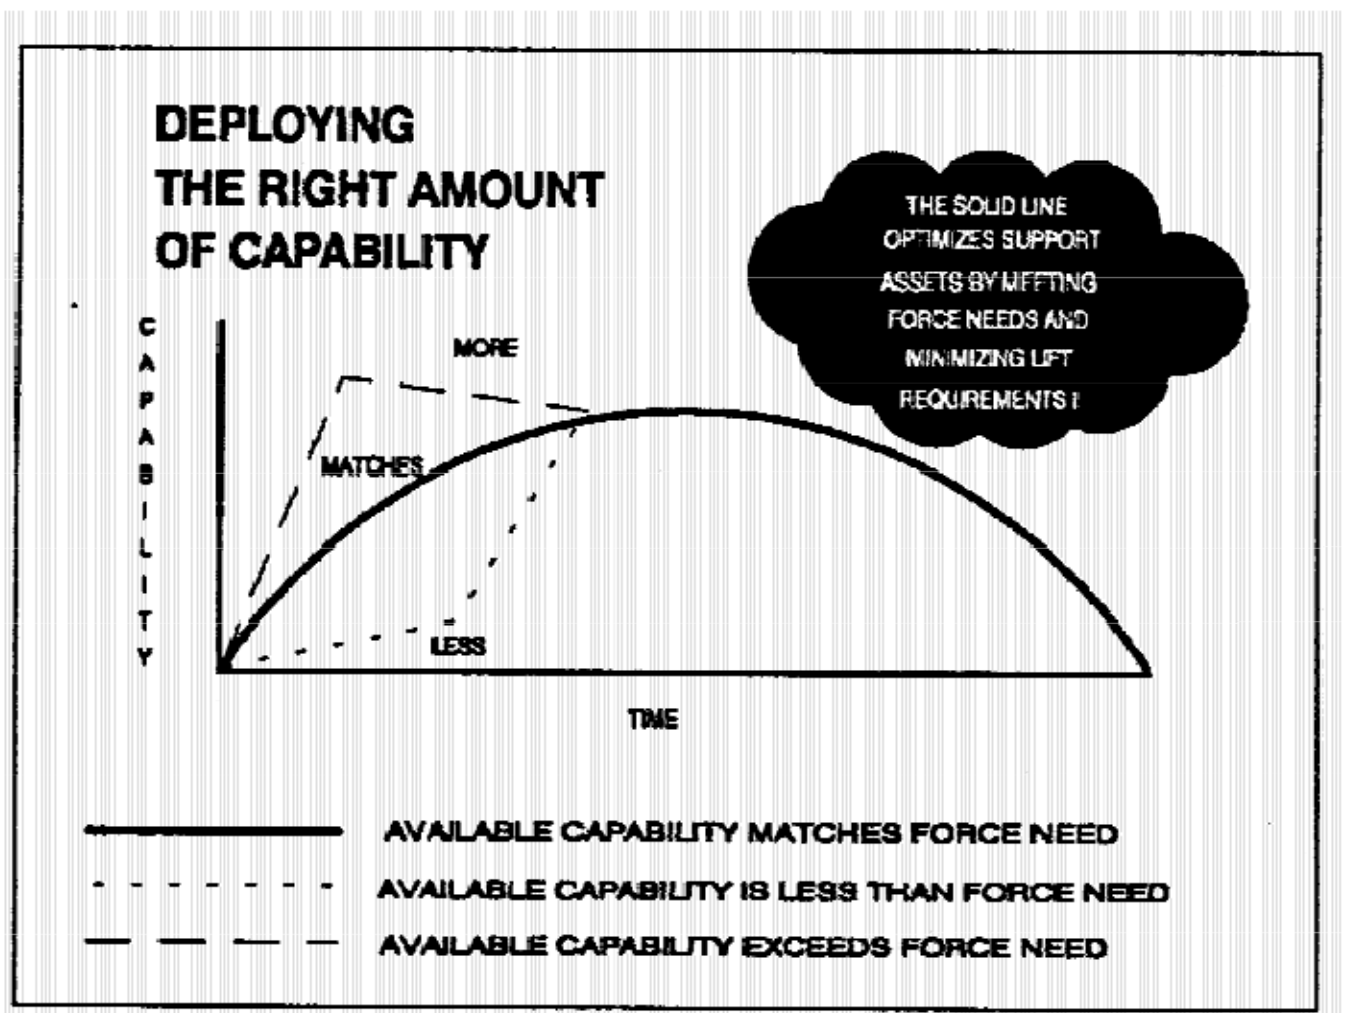 DEPLOYING
THE RIGHT AMOUNT
OF CAPABILITY
THE SOLID LINE
OPTIMIZES SUPPORT
ASSETS BY MEETING
FORCE NEEDS AND
MINIMIZING LIFT
REQUIREMENTS !
CAPABILITY
MORE
MATCHES
LESS
TIME
AVAILABLE CAPABILITY MATCHES FORCE NEED
AVAILABLE CAPABILITY IS LESS THAN FORCE NEED
AVAILABLE CAPABILITY EXCEEDS FORCE NEED